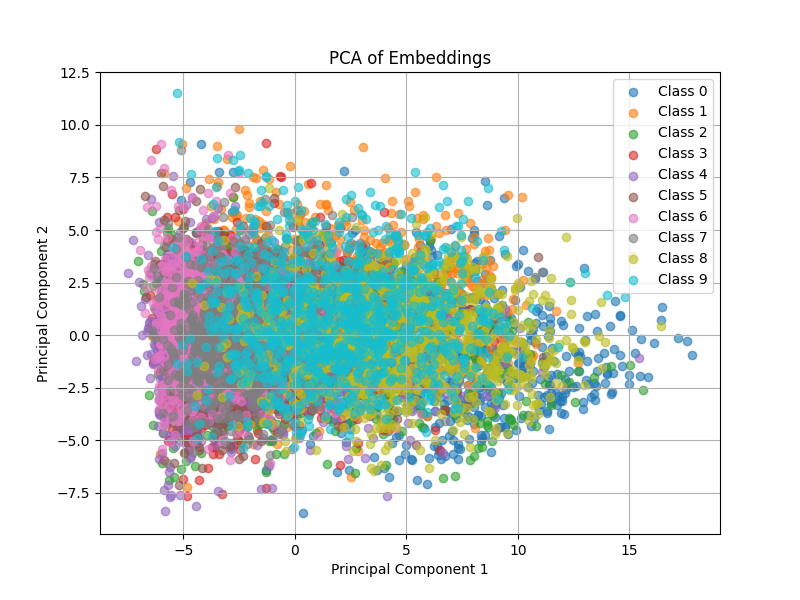 PCA of Embeddings
12.5
10.0
7.5
5.0
2.5
0.0
−2.5
−5.0
−7.5
Principal Component 2
Class 0
Class 1
Class 2
Class 3
Class 4
Class 5
Class 6
Class 7
Class 8
Class 9
−5 0 5 10 15
Principal Component 1